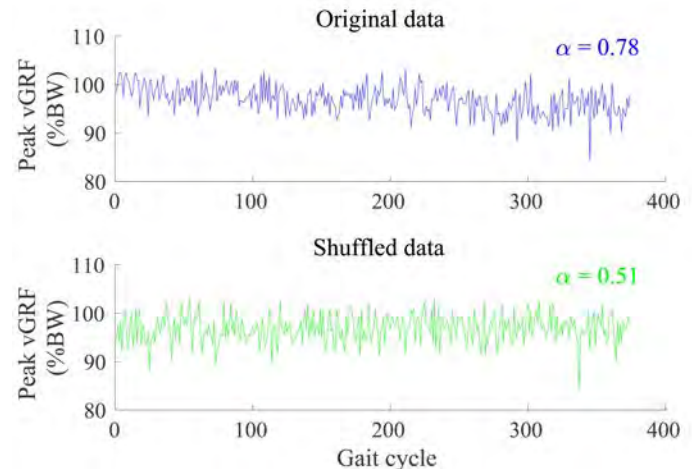 Original data
α = 0.78
Peak vGRF
(%BW)
110
100
90
80
0 100 200 300 400
Shuffled data
α = 0.51
Peak vGRF
(%BW)
110
100
90
80
0 100 200 300 400
Gait cycle